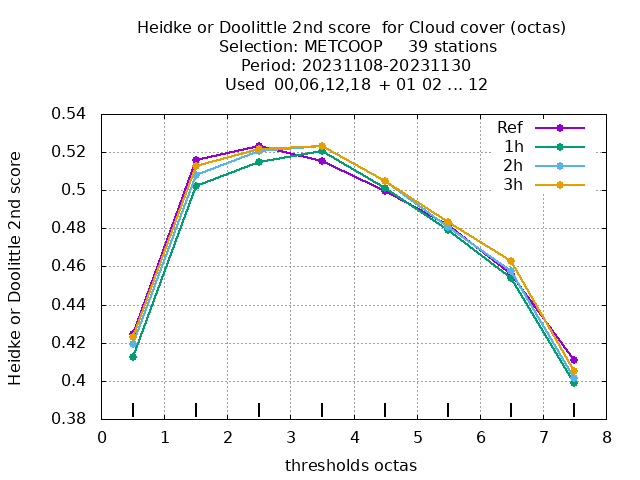 Heidke or Doolittle 2nd score  for Cloud cover (octas)
Selection: METCOOP     39 stations
Period: 20231108-20231130
Used  00,06,12,18 + 01 02 ... 12
Heidke or Doolittle 2nd score
0.54
0.52
0.5
0.48
0.46
0.44
0.42
0.4
0.38
Ref
1h
2h
3h
0 1 2 3 4 5 6 7 8
thresholds octas